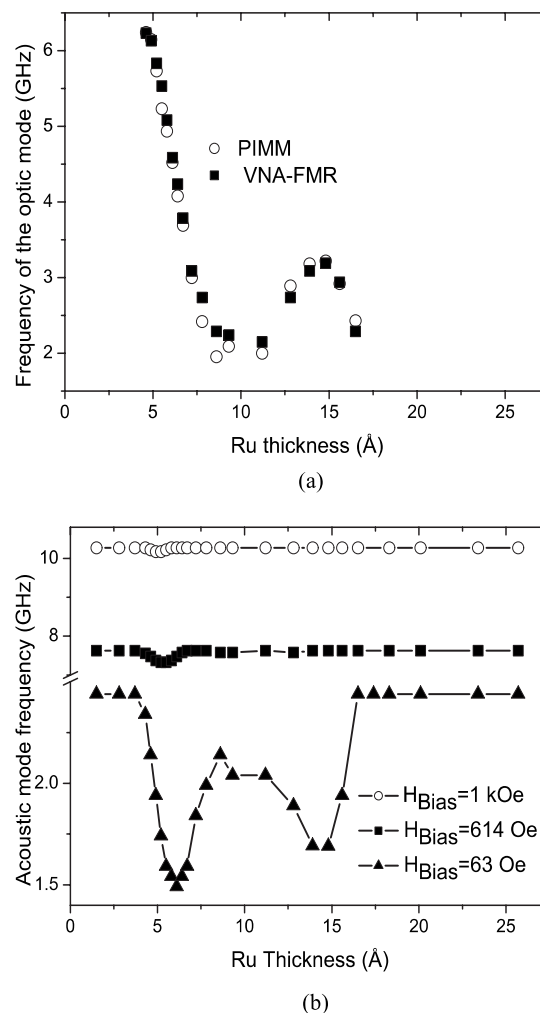 Frequency of the optic mode (GHz)
6
5
4
3
2
PIMM
VNA-FMR
0 5 10 15 20 25
Ru thickness (Å)
(a)
Acoustic mode frequency (GHz)
10
8
2.0
1.5
H_Bias=1 kOe
H_Bias=614 Oe
H_Bias=63 Oe
0 5 10 15 20 25
Ru Thickness (Å)
(b)